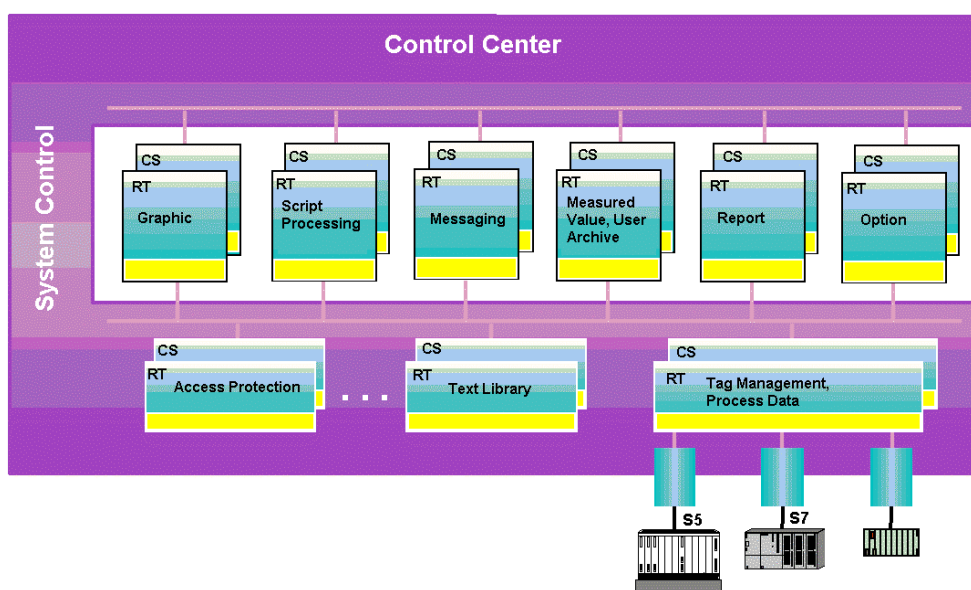 Control Center
System Control
CS
RT
Graphic
CS
RT
Script
Processing
CS
RT
Messaging
CS
RT
Measured
Value, User
Archive
CS
RT
Report
CS
RT
Option
CS
RT
Access Protection
. . .
CS
RT
Text Library
CS
RT
Tag Management,
Process Data
S5
S7